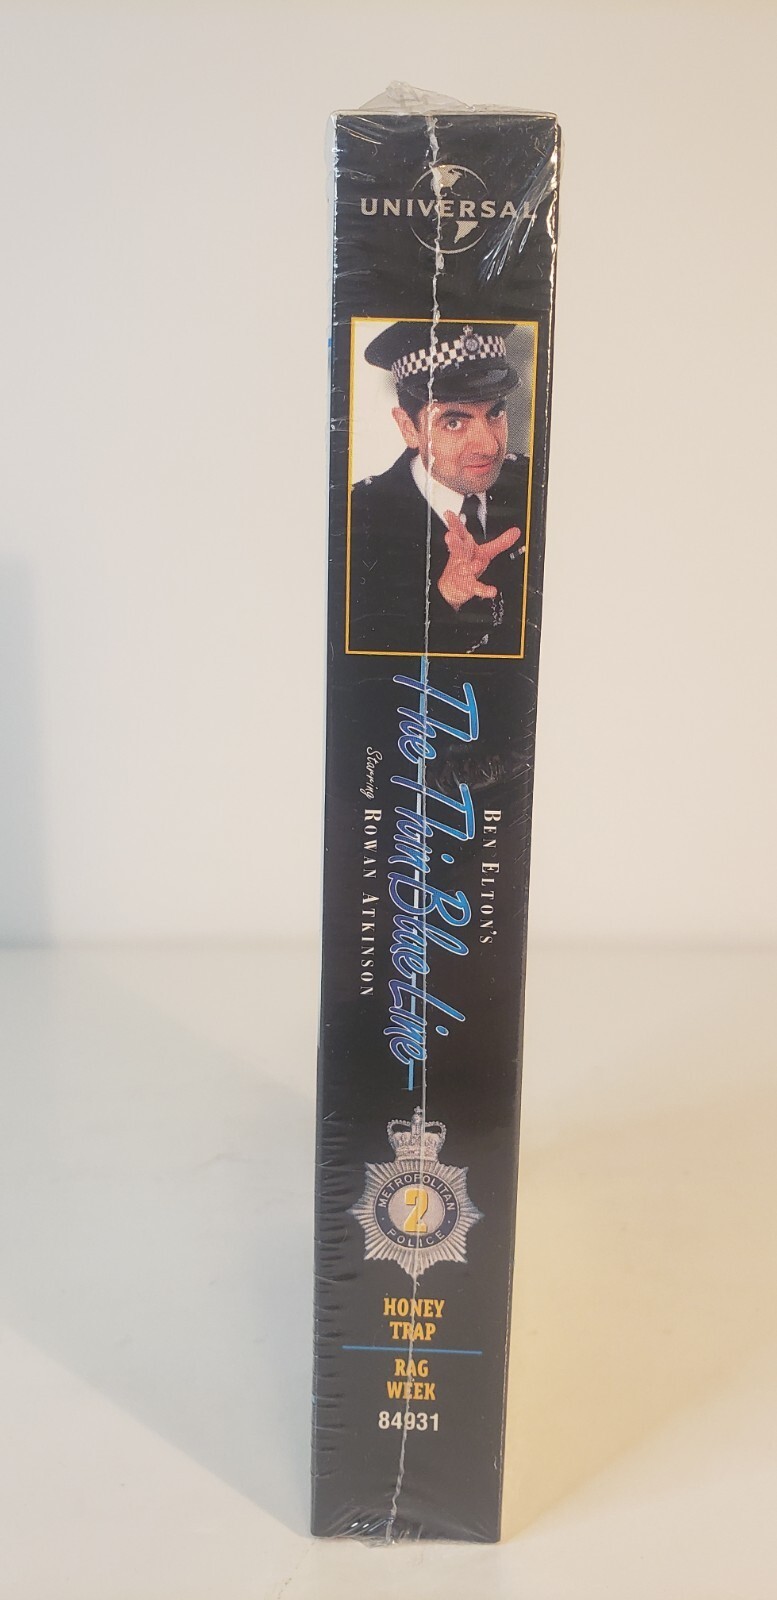 UNIVERSAL
BEN ELTON'S
The Thin Blue Line
Starring ROWAN ATKINSON
METROPOLITAN
2
POLICE
HONEY
TRAP
RAG
WEEK
84931